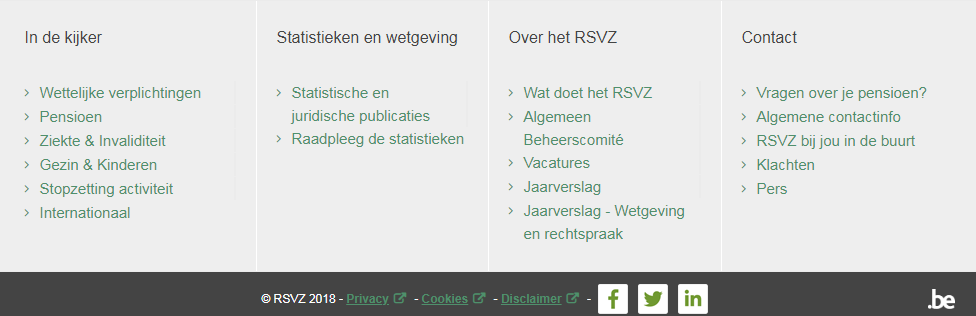 In de kijker
Wettelijke verplichtingen
Pensioen
Ziekte & Invaliditeit
Gezin & Kinderen
Stopzetting activiteit
Internationaal
Statistieken en wetgeving
Statistische en
juridische publicaties
Raadpleeg de statistieken
Over het RSVZ
Wat doet het RSVZ
Algemeen
Beheerscomité
Vacatures
Jaarverslag
Jaarverslag - Wetgeving
en rechtspraak
Contact
Vragen over je pensioen?
Algemene contactinfo
RSVZ bij jou in de buurt
Klachten
Pers
© RSVZ 2018 - Privacy - Cookies - Disclaimer - f in
.be